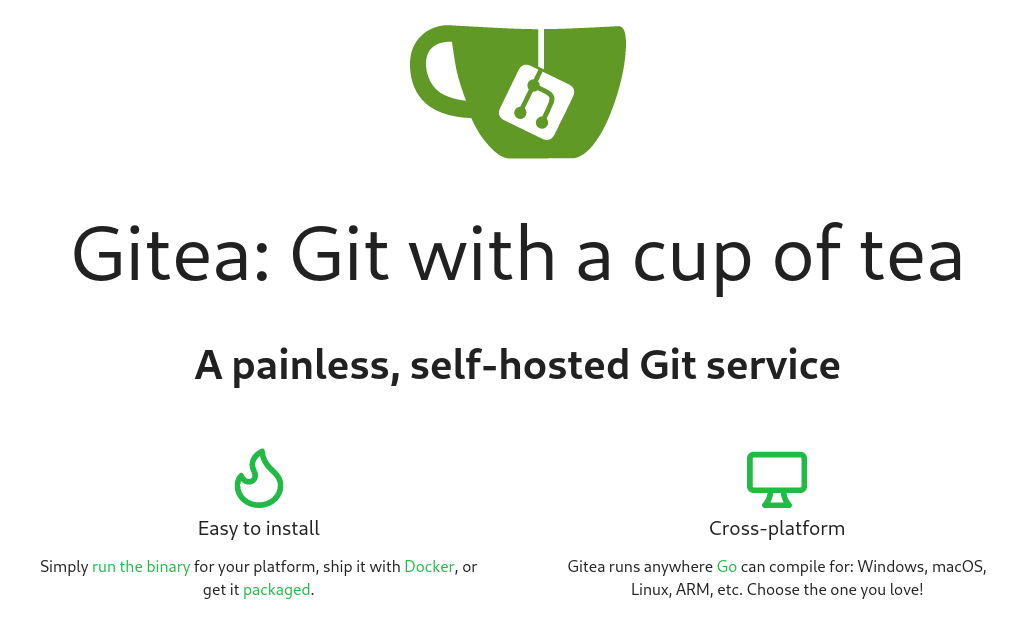 Gitea: Git with a cup of tea
A painless, self-hosted Git service
Easy to install
Simply run the binary for your platform, ship it with Docker, or
get it packaged.
Cross-platform
Gitea runs anywhere Go can compile for: Windows, macOS,
Linux, ARM, etc. Choose the one you love!